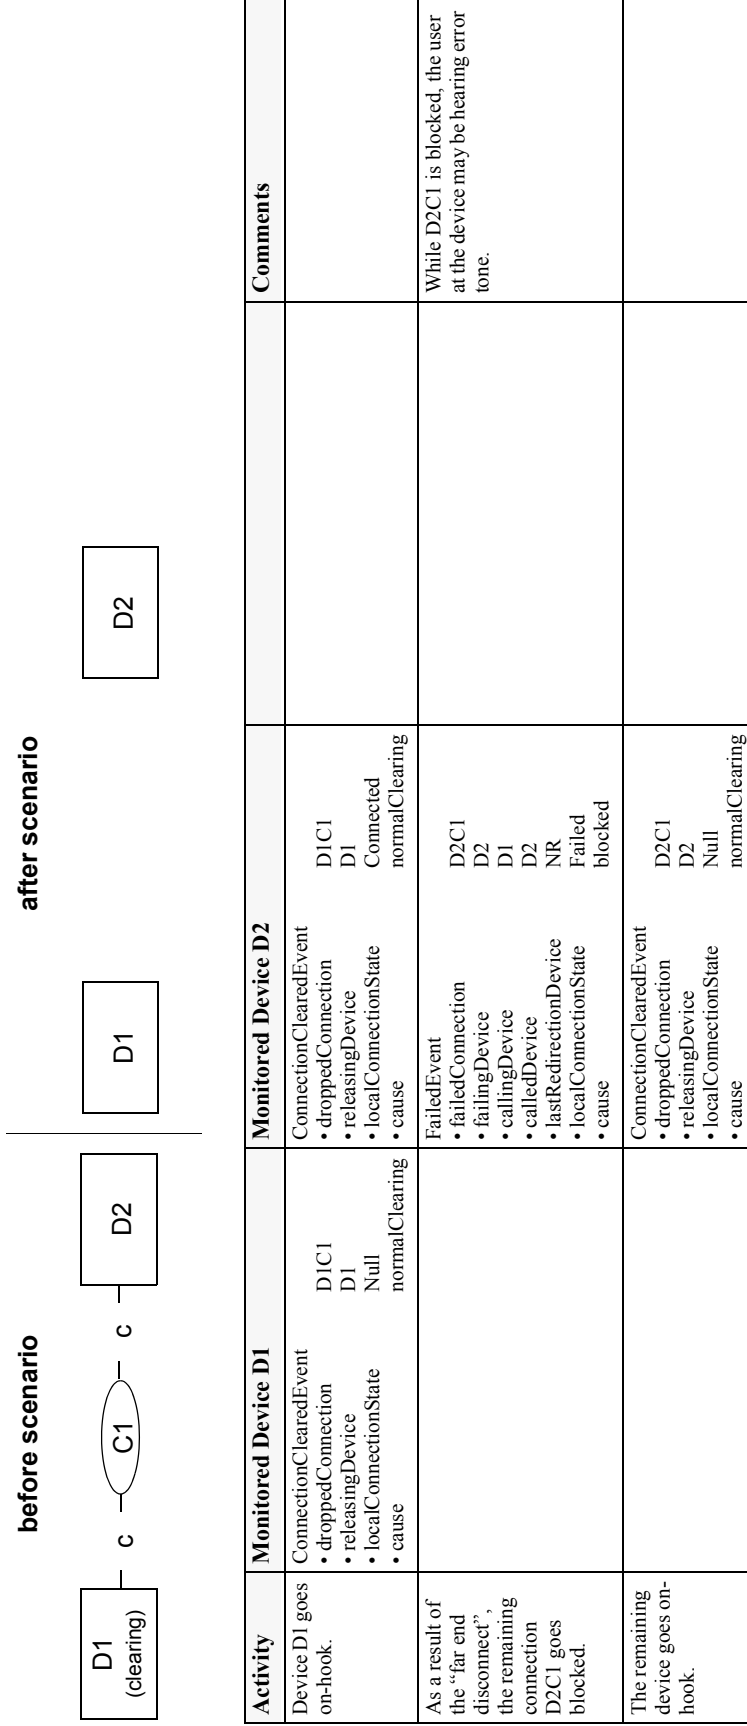 before scenario
after scenario
D1
(clearing)
c
C1
c
D2
D1
D2
Activity
Monitored Device D1
Monitored Device D2
Comments
Device D1 goes
on-hook.
ConnectionClearedEvent
• droppedConnection D1C1
• releasingDevice D1
• localConnectionState Null
• cause normalClearing
ConnectionClearedEvent
• droppedConnection D1C1
• releasingDevice D1
• localConnectionState Connected
• cause normalClearing
As a result of
the “far end
disconnect”,
the remaining
connection
D2C1 goes
blocked.
FailedEvent
• failedConnection D2C1
• failingDevice D2
• callingDevice D1
• calledDevice D2
• lastRedirectionDevice NR
• localConnectionState Failed
• cause blocked
While D2C1 is blocked, the user
at the device may be hearing error
tone.
The remaining
device goes on-
hook.
ConnectionClearedEvent
• droppedConnection D2C1
• releasingDevice D2
• localConnectionState Null
• cause normalClearing